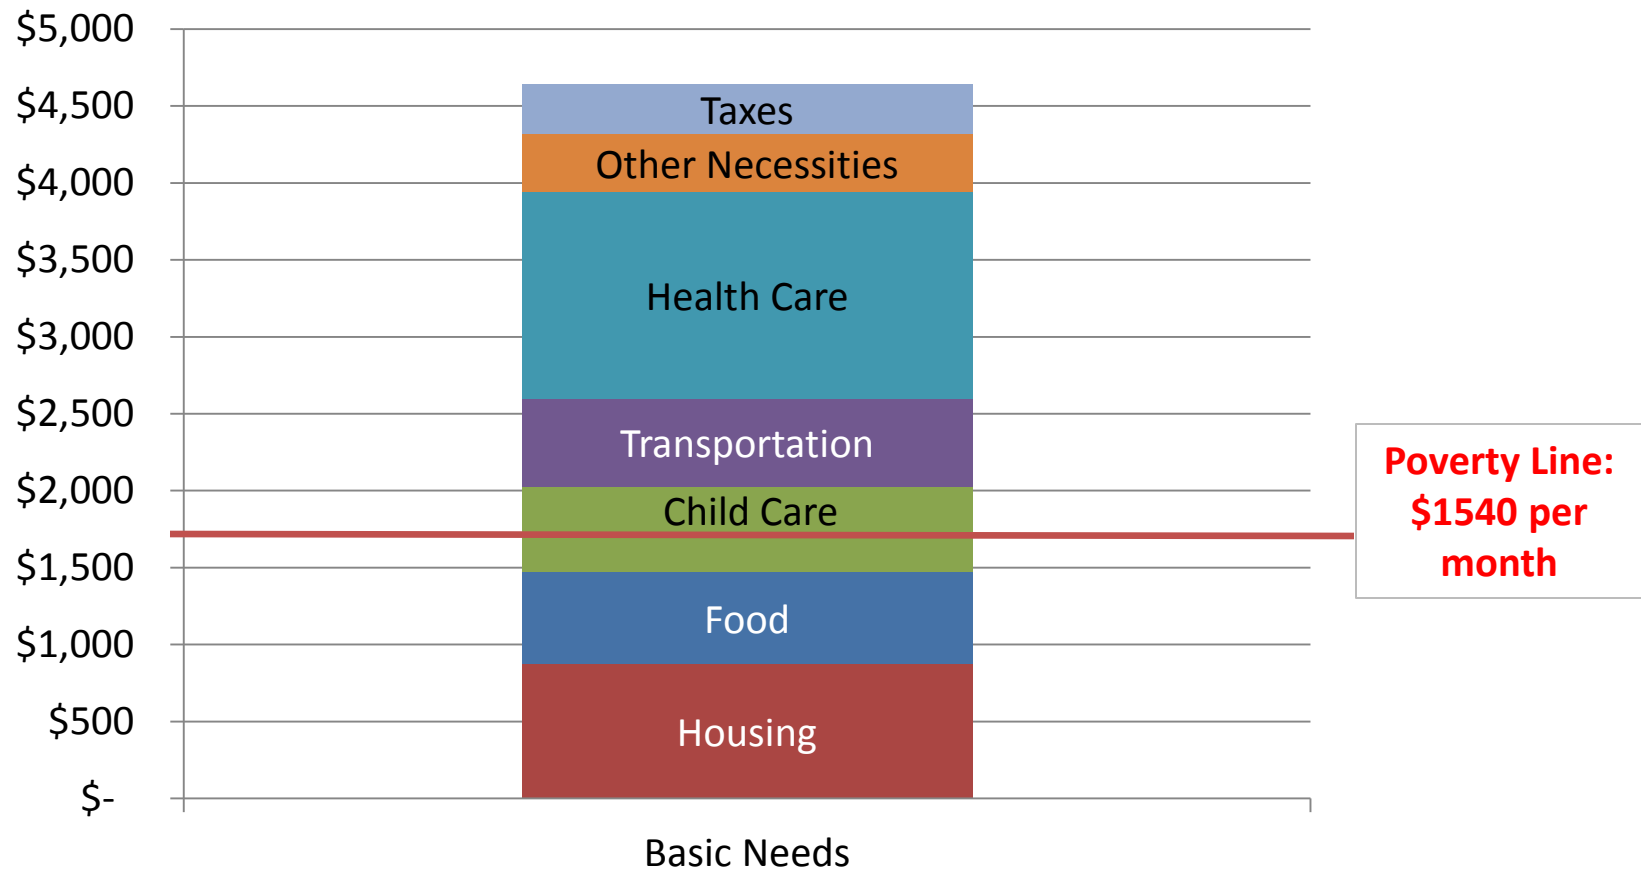 $5,000
$4,500
$4,000
$3,500
$3,000
$2,500
$2,000
$1,500
$1,000
$500
$-
Taxes
Other Necessities
Health Care
Transportation
Child Care
Food
Housing
Basic Needs
Poverty Line:
$1540 per
month